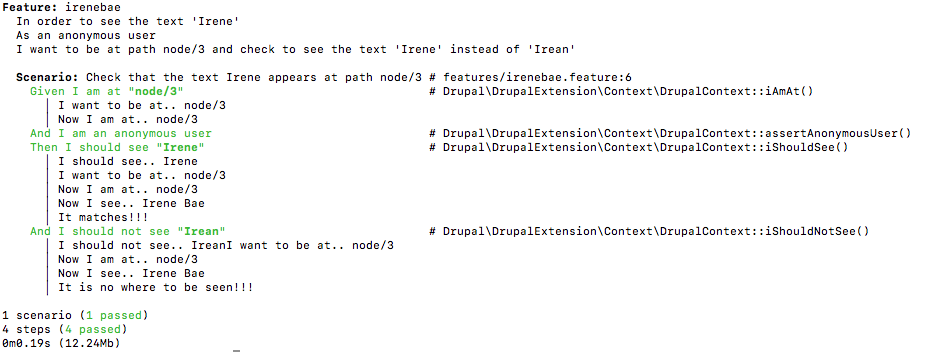 Feature: irenebae
In order to see the text 'Irene'
As an anonymous user
I want to be at path node/3 and check to see the text 'Irene' instead of 'Irean'
Scenario: Check that the text Irene appears at path node/3 # features/irenebae.feature:6
Given I am at "node/3" # Drupal\DrupalExtension\Context\DrupalContext::iAmAt()
│ I want to be at.. node/3
│ Now I am at.. node/3
And I am an anonymous user # Drupal\DrupalExtension\Context\DrupalContext::assertAnonymousUser()
Then I should see "Irene" # Drupal\DrupalExtension\Context\DrupalContext::iShouldSee()
│ I should see.. Irene
│ I want to be at.. node/3
│ Now I am at.. node/3
│ Now I see.. Irene Bae
│ It matches!!!
And I should not see "Irean" # Drupal\DrupalExtension\Context\DrupalContext::iShouldNotSee()
│ I should not see.. IreanI want to be at.. node/3
│ Now I am at.. node/3
│ Now I see.. Irene Bae
│ It is no where to be seen!!!
1 scenario (1 passed)
4 steps (4 passed)
0m0.19s (12.24Mb)